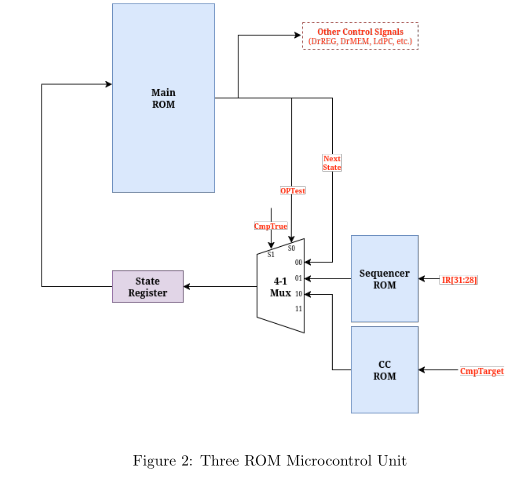 Other Control Signals
(DrREG, DrMEM, LdPC, etc.)
Main
ROM
Next
State
OPTest
CmpTrue
S1
S0
00
01
10
11
4-1
Mux
Sequencer
ROM
IR[31:28]
State
Register
CC
ROM
CmpTarget
Figure 2: Three ROM Microcontrol Unit